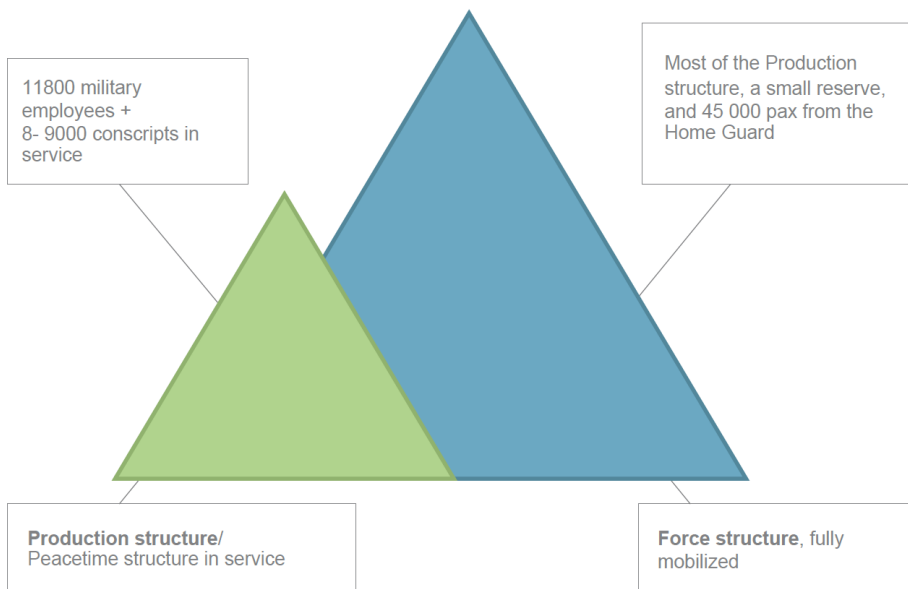 11800 military
employees +
8- 9000 conscripts in
service
Most of the Production
structure, a small reserve,
and 45 000 pax from the
Home Guard
Production structure/
Peacetime structure in service
Force structure, fully
mobilized